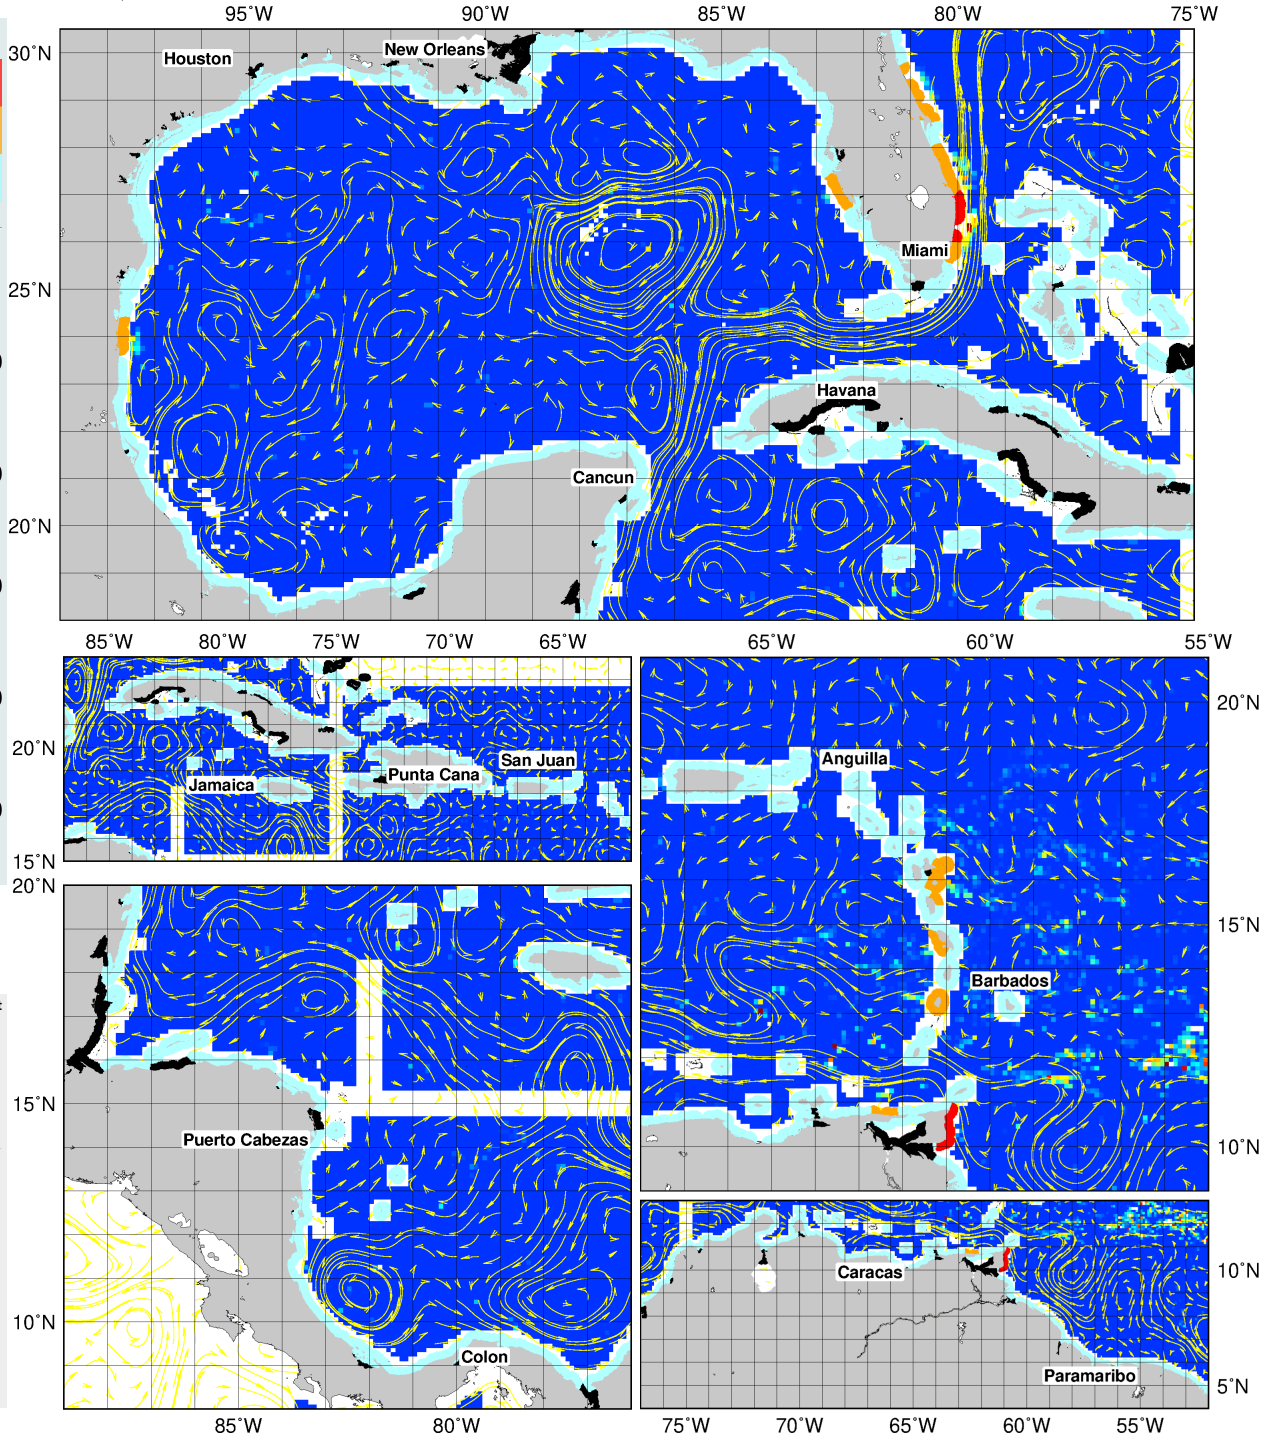 95°W 90°W 85°W 80°W 75°W
30°N
Houston
New Orleans
Miami
25°N
Havana
Cancun
20°N
85°W 80°W 75°W 70°W 65°W
65°W 60°W 55°W
20°N
San Juan
Punta Cana
Jamaica
15°N
20°N
Anguilla
15°N
Barbados
10°N
20°N
15°N
Puerto Cabezas
10°N
Colon
85°W 80°W
Caracas
10°N
Paramaribo
5°N
75°W 70°W 65°W 60°W 55°W